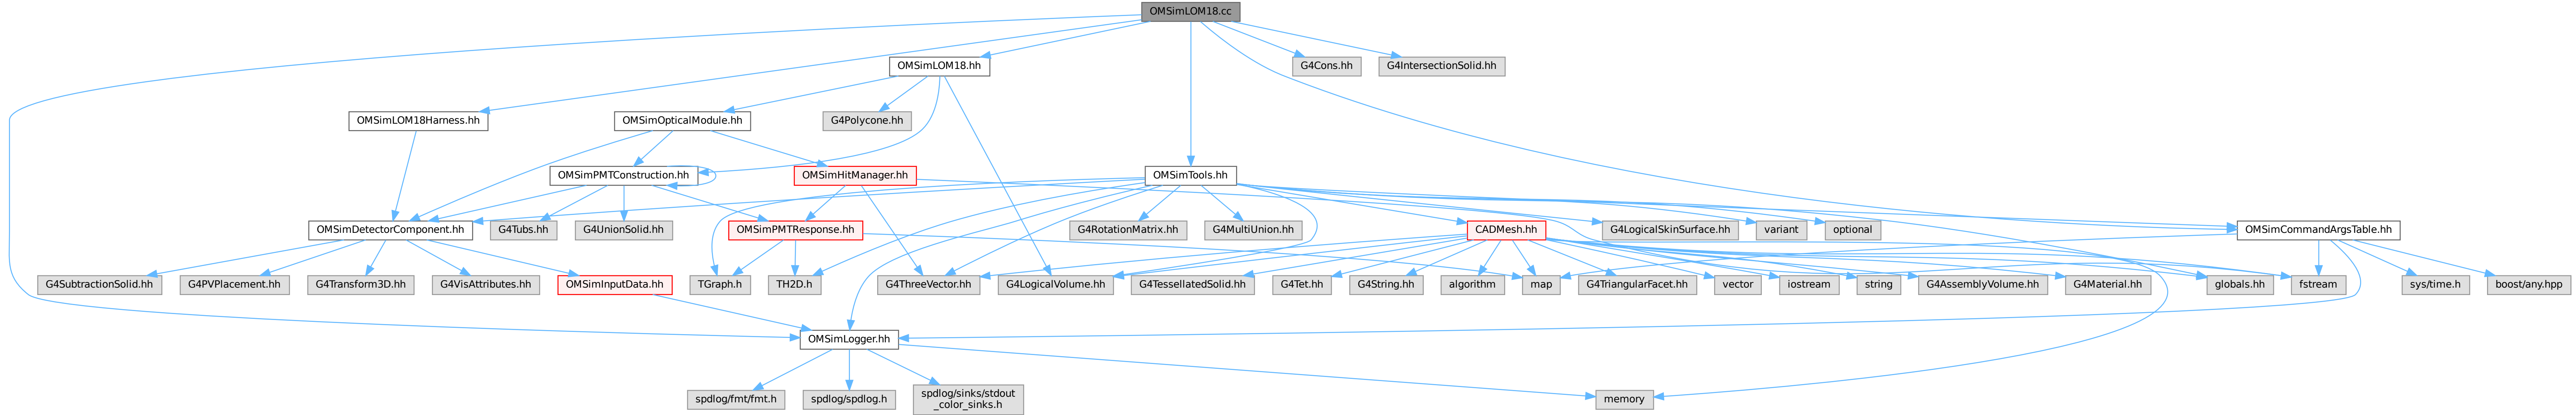 OMSimLOM18.cc
OMSimLOM18.hh
G4Cons.hh
G4IntersectionSolid.hh
OMSimLOM18Harness.hh
OMSimOpticalModule.hh
G4Polycone.hh
OMSimPMTConstruction.hh
OMSimHitManager.hh
OMSimTools.hh
OMSimDetectorComponent.hh
G4Tubs.hh
G4UnionSolid.hh
OMSimPMTResponse.hh
G4RotationMatrix.hh
G4MultiUnion.hh
CADMesh.hh
G4LogicalSkinSurface.hh
variant
optional
OMSimCommandArgsTable.hh
G4SubtractionSolid.hh
G4PVPlacement.hh
G4Transform3D.hh
G4VisAttributes.hh
OMSimInputData.hh
TGraph.h
TH2D.h
G4ThreeVector.hh
G4LogicalVolume.hh
G4TessellatedSolid.hh
G4Tet.hh
G4String.hh
algorithm
map
G4TriangularFacet.hh
vector
iostream
string
G4AssemblyVolume.hh
G4Material.hh
globals.hh
fstream
sys/time.h
boost/any.hpp
OMSimLogger.hh
spdlog/fmt/fmt.h
spdlog/spdlog.h
spdlog/sinks/stdout
_color_sinks.h
memory